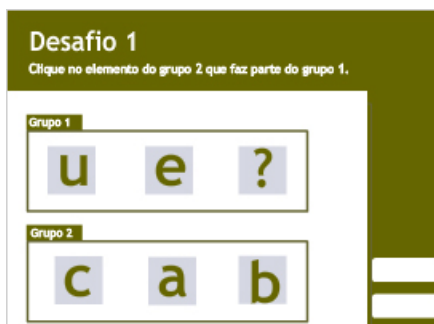 Desafio 1
Clique no elemento do grupo 2 que faz parte do grupo 1.
Grupo 1
u e ?
Grupo 2
c a b